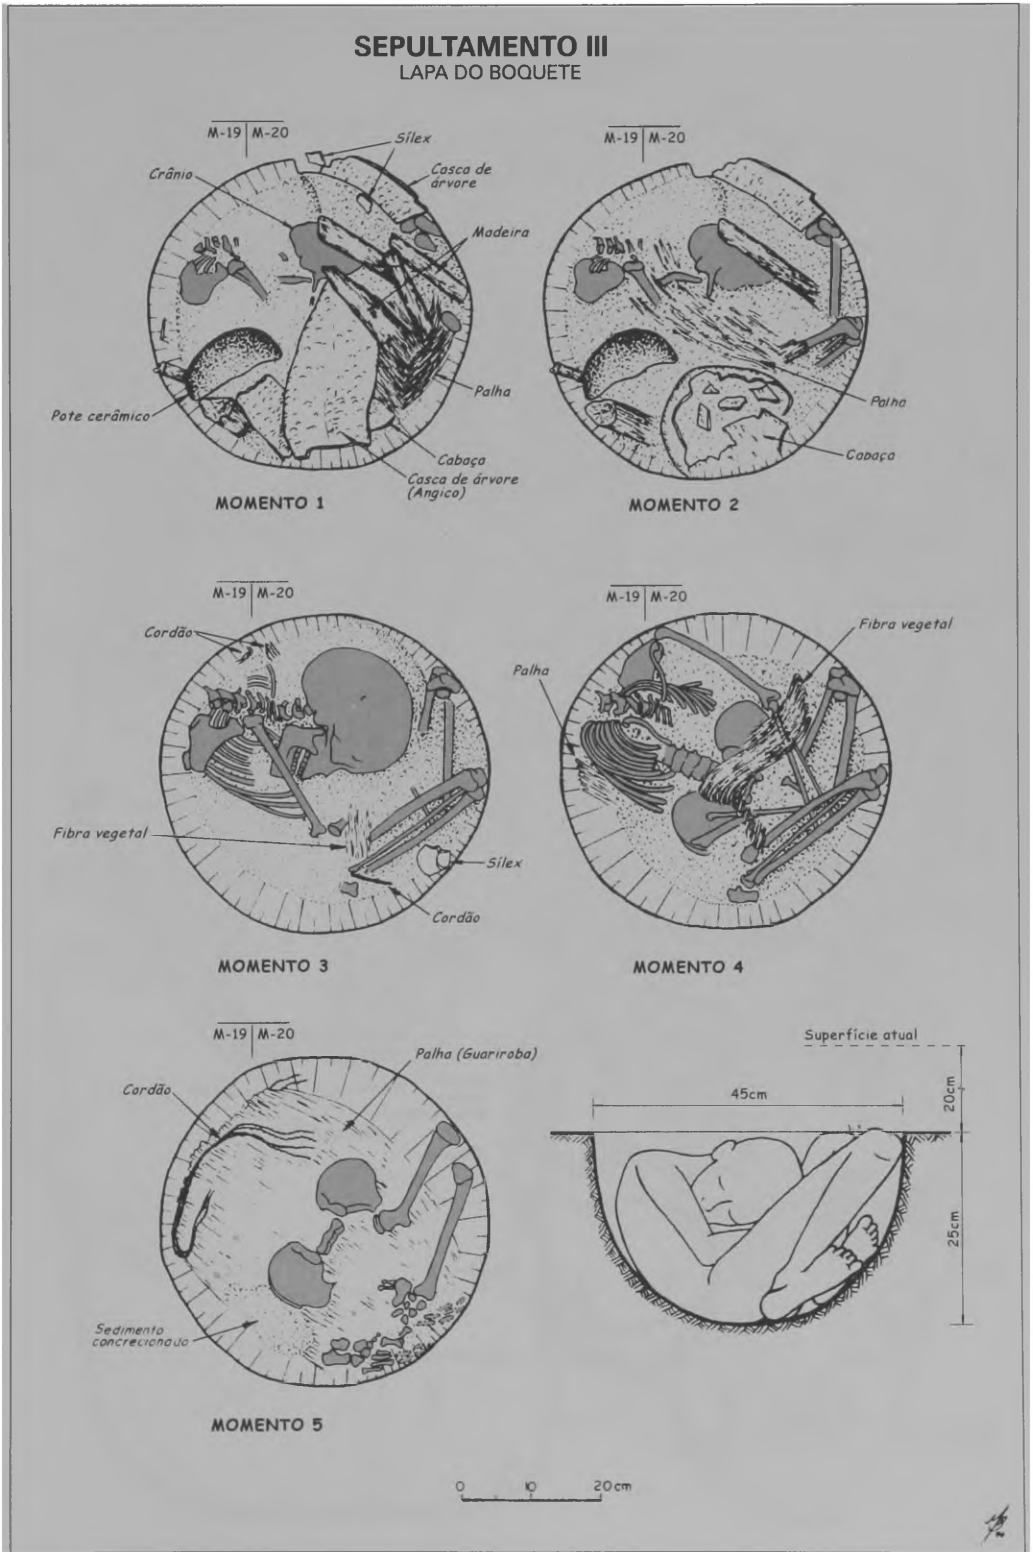 SEPULTAMENTO III
LAPA DO BOQUETE
M-19 M-20
Sílex
Crânio
Casca de
árvore
Madeira
Palha
Pote cerâmico
Cabaça
Casca de árvore
(Angico)
MOMENTO 1
M-19 M-20
Palha
Cabaça
MOMENTO 2
M-19 M-20
Cordão
Fibra vegetal
Sílex
Cordão
MOMENTO 3
M-19 M-20
Fibra vegetal
Palha
MOMENTO 4
M-19 M-20
Palha (Guariroba)
Cordão
Sedimento
concrecionado
MOMENTO 5
Superfície atual
20cm
45cm
25cm
0 10 20cm